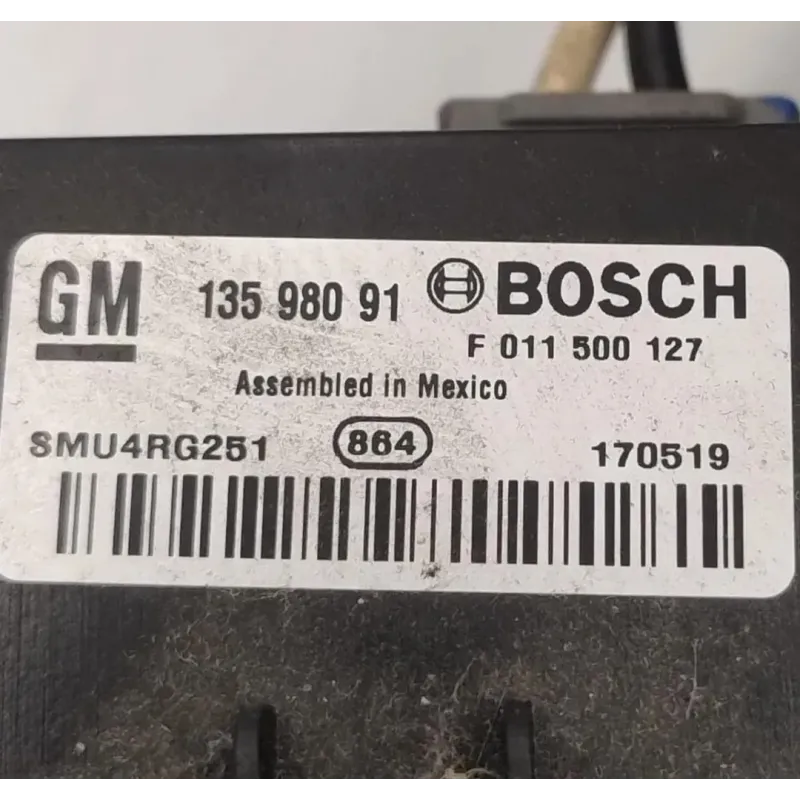 GM 135 980 91 BOSCH
F 011 500 127
Assembled in Mexico
SMU4RG251 864 170519